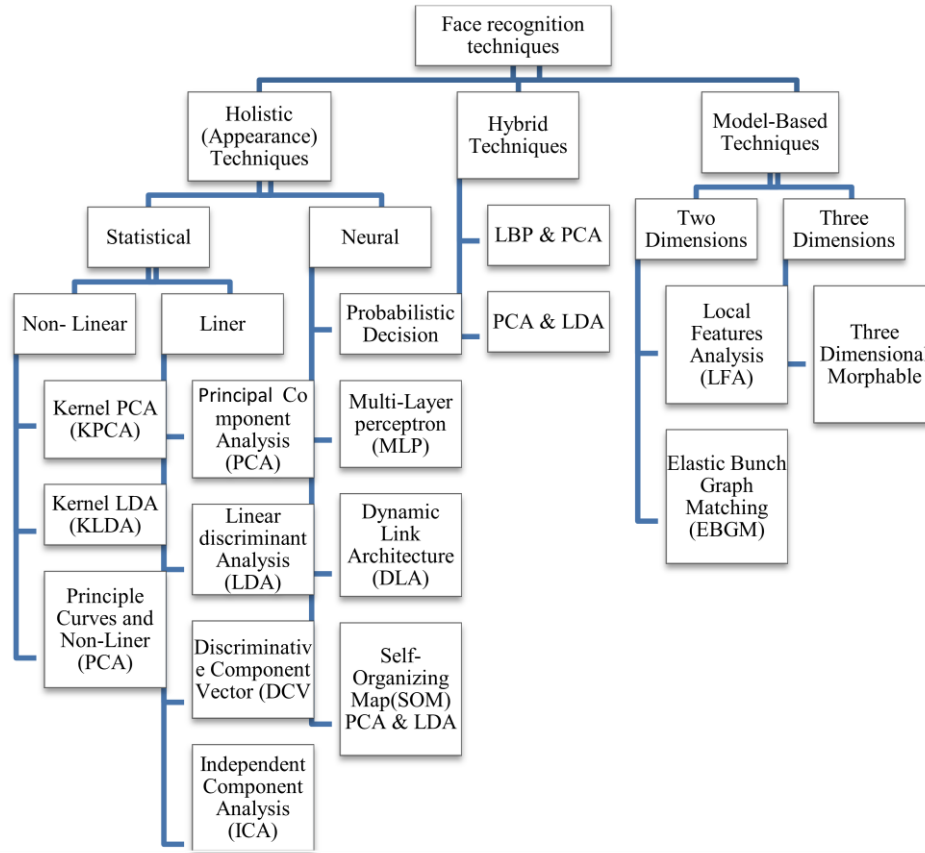 Face recognition
techniques
Holistic
(Appearance)
Techniques
Hybrid
Techniques
Model-Based
Techniques
Statistical
Neural
LBP & PCA
PCA & LDA
Two
Dimensions
Three
Dimensions
Non- Linear
Liner
Probabilistic
Decision
Local
Features
Analysis
(LFA)
Three
Dimensional
Morphable
Kernel PCA
(KPCA)
Principal Co
mponent
Analysis
(PCA)
Multi-Layer
perceptron
(MLP)
Elastic Bunch
Graph
Matching
(EBGM)
Kernel LDA
(KLDA)
Linear
discriminant
Analysis
(LDA)
Dynamic
Link
Architecture
(DLA)
Principle
Curves and
Non-Liner
(PCA)
Discriminativ
e Component
Vector (DCV
Self-
Organizing
Map(SOM)
PCA & LDA
Independent
Component
Analysis
(ICA)